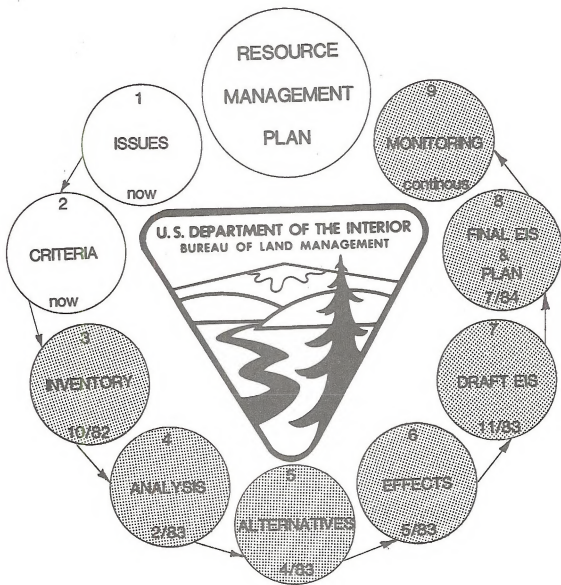 RESOURCE
MANAGEMENT
PLAN
1
ISSUES
now
2
CRITERIA
now
3
INVENTORY
10/82
4
ANALYSIS
2/83
5
ALTERNATIVES
4/83
6
EFFECTS
5/83
7
DRAFT EIS
11/83
8
FINAL EIS
&
PLAN
7/84
9
MONITORING
continous
U.S. DEPARTMENT OF THE INTERIOR
BUREAU OF LAND MANAGEMENT